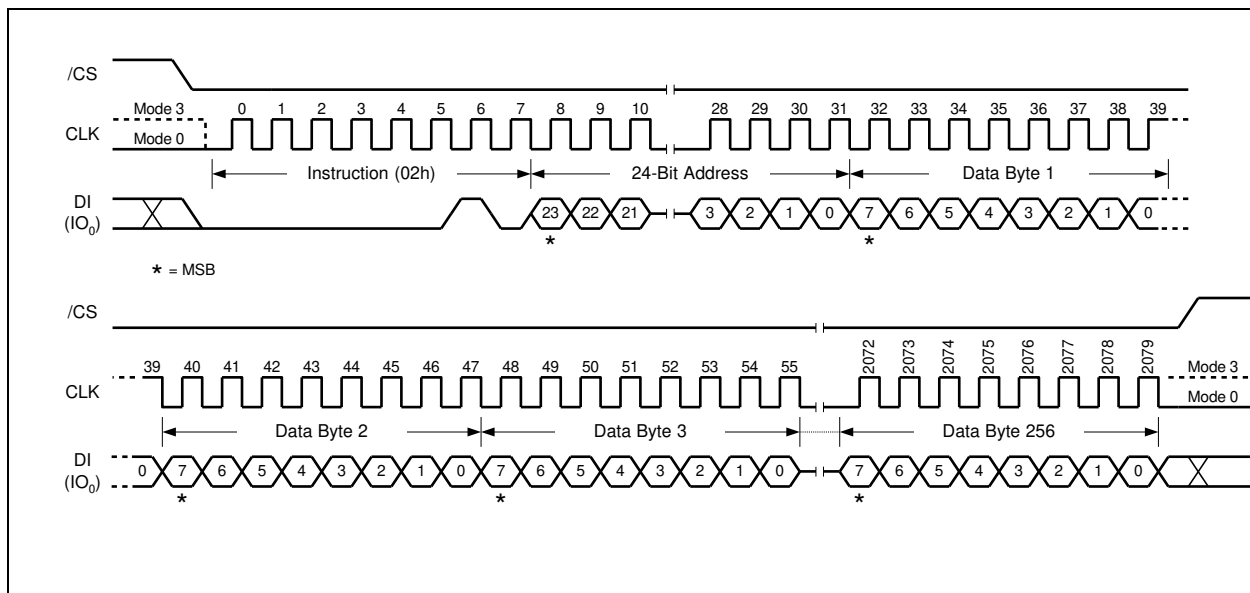 /CS
Mode 3 0 1 2 3 4 5 6 7 8 9 10 28 29 30 31 32 33 34 35 36 37 38 39
CLK
Mode 0
Instruction (02h) 24-Bit Address Data Byte 1
DI
(IO0)
23 22 21 3 2 1 0 7 6 5 4 3 2 1 0
* *
* = MSB
/CS
39 40 41 42 43 44 45 46 47 48 49 50 51 52 53 54 55 2072 2073 2074 2075 2076 2077 2078 2079
Mode 3
CLK
Mode 0
Data Byte 2 Data Byte 3 Data Byte 256
DI
(IO0)
0 7 6 5 4 3 2 1 0 7 6 5 4 3 2 1 0 7 6 5 4 3 2 1 0
* * *